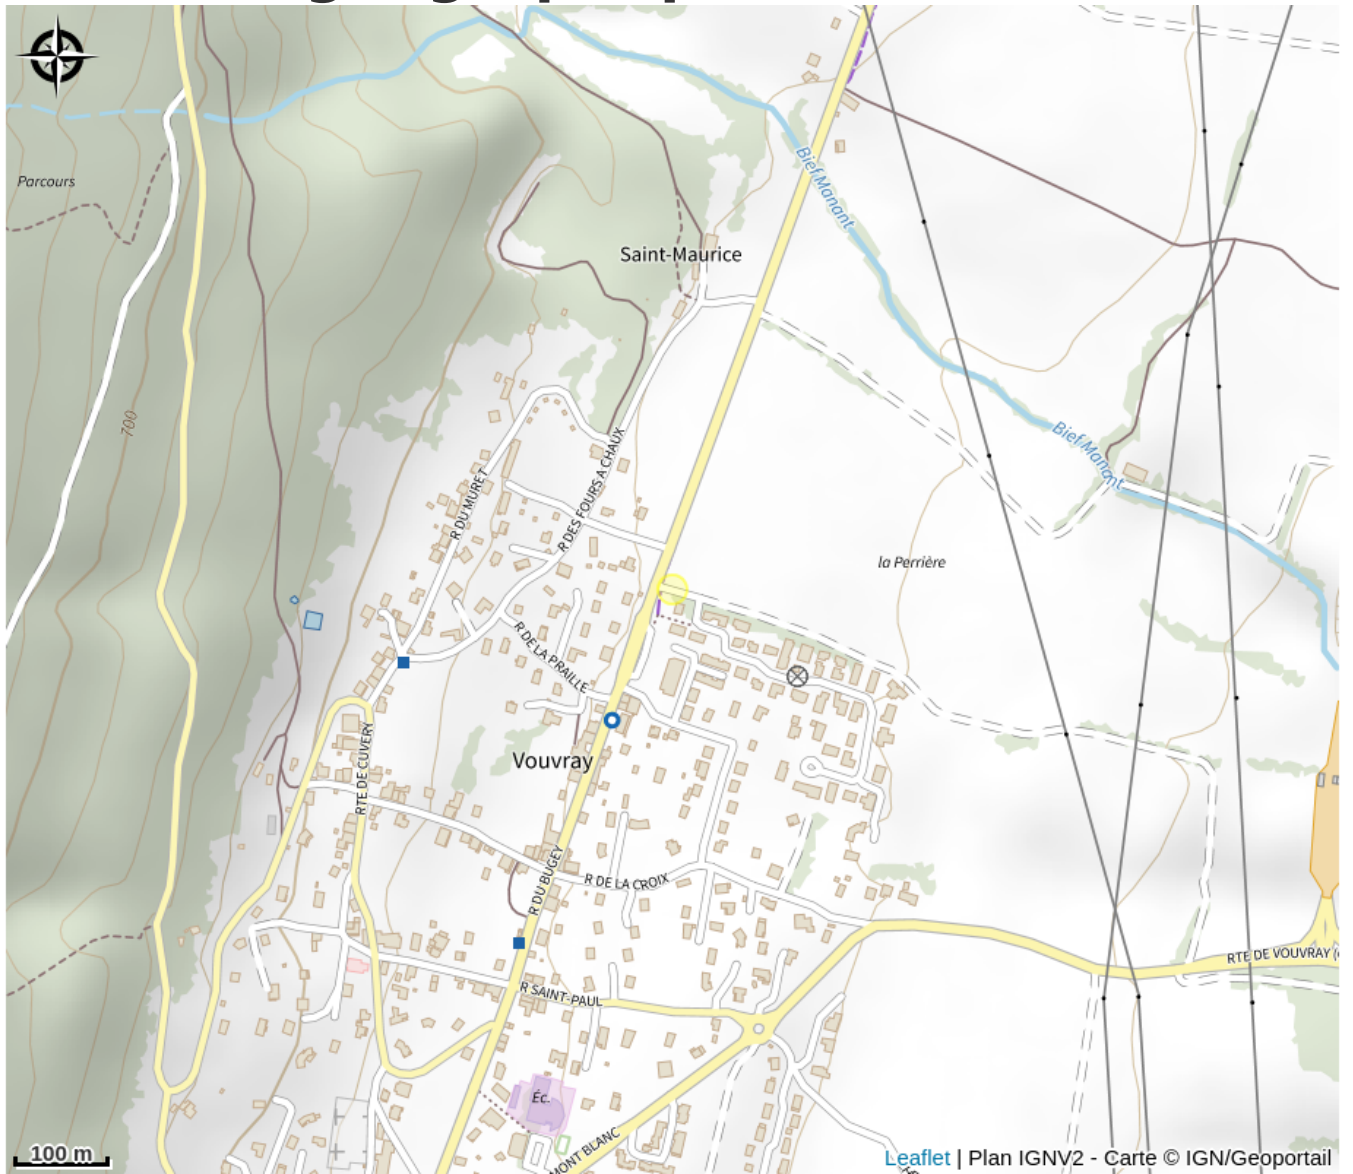 Parcours
Bief Manant
Saint-Maurice
700
R DU MURET
R DES FOURS A CHAUX
Bief Manant
la Perrière
R DE LA PRAILLE
RTE DE CUVERY
Vouvray
R DU BUGEY
R DE LA CROIX
RTE DE VOUVRAY
R SAINT-PAUL
Éc.
MONT BLANC
100 m
Leaflet | Plan IGNV2 - Carte © IGN/Geoportail